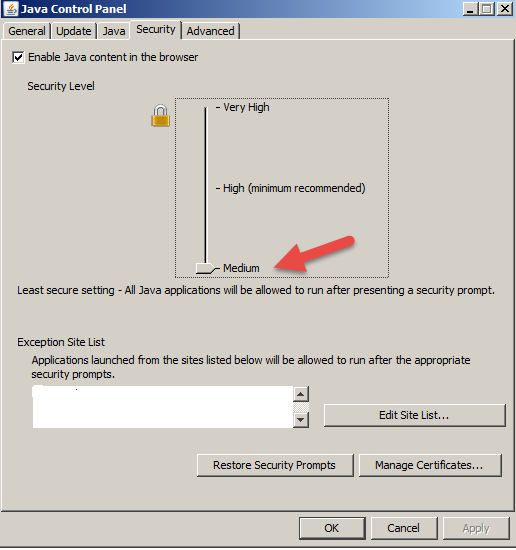 Java Control Panel
General Update Java Security Advanced
Enable Java content in the browser
Security Level
- Very High
- High (minimum recommended)
- Medium
Least secure setting - All Java applications will be allowed to run after presenting a security prompt.
Exception Site List
Applications launched from the sites listed below will be allowed to run after the appropriate
security prompts.
Edit Site List...
Restore Security Prompts Manage Certificates...
OK Cancel Apply